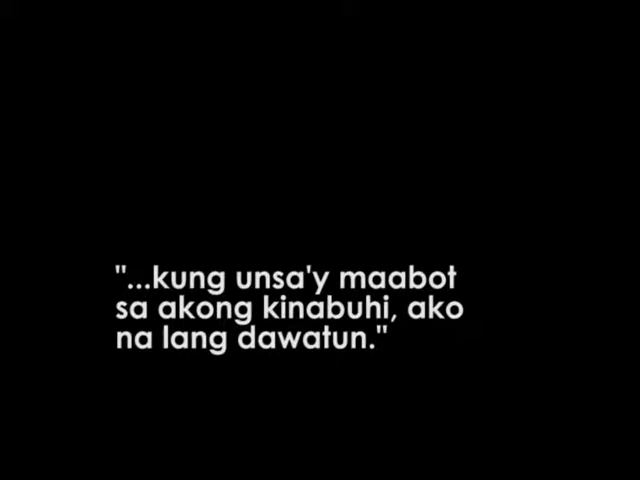 "...kung unsa'y maabot
sa akong kinabuhi, ako
na lang dawatun."